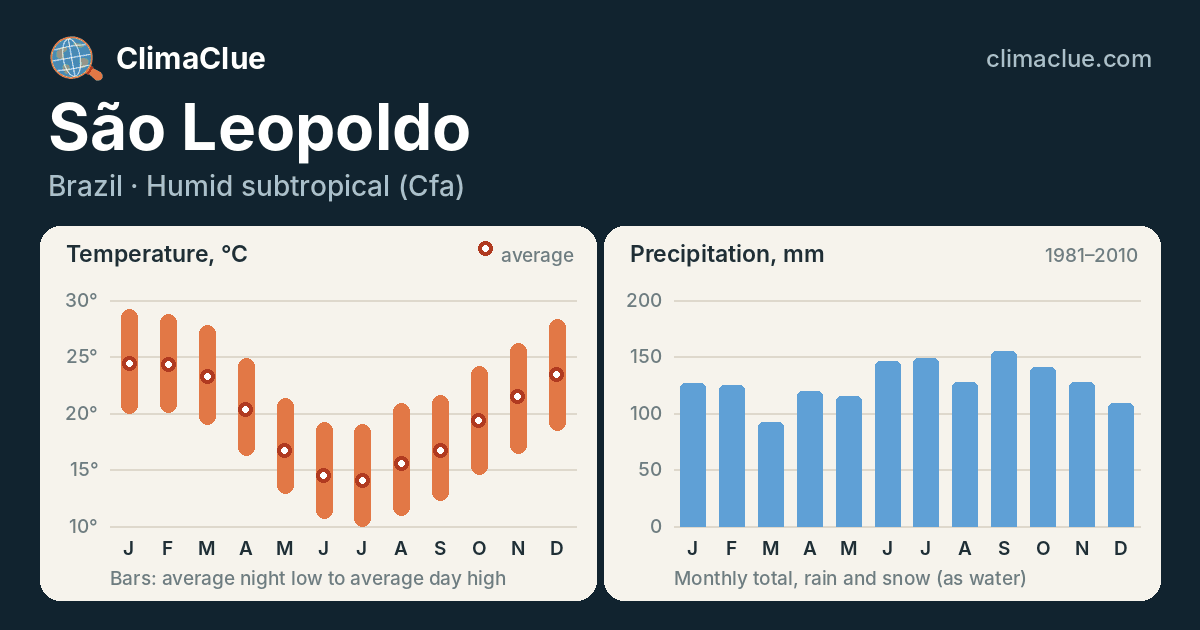 ClimaClue
climaclue.com
São Leopoldo
Brazil · Humid subtropical (Cfa)
Temperature, °C
average
30°
25°
20°
15°
10°
J F M A M J J A S O N D
Bars: average night low to average day high
Precipitation, mm
1981–2010
200
150
100
50
0
J F M A M J J A S O N D
Monthly total, rain and snow (as water)